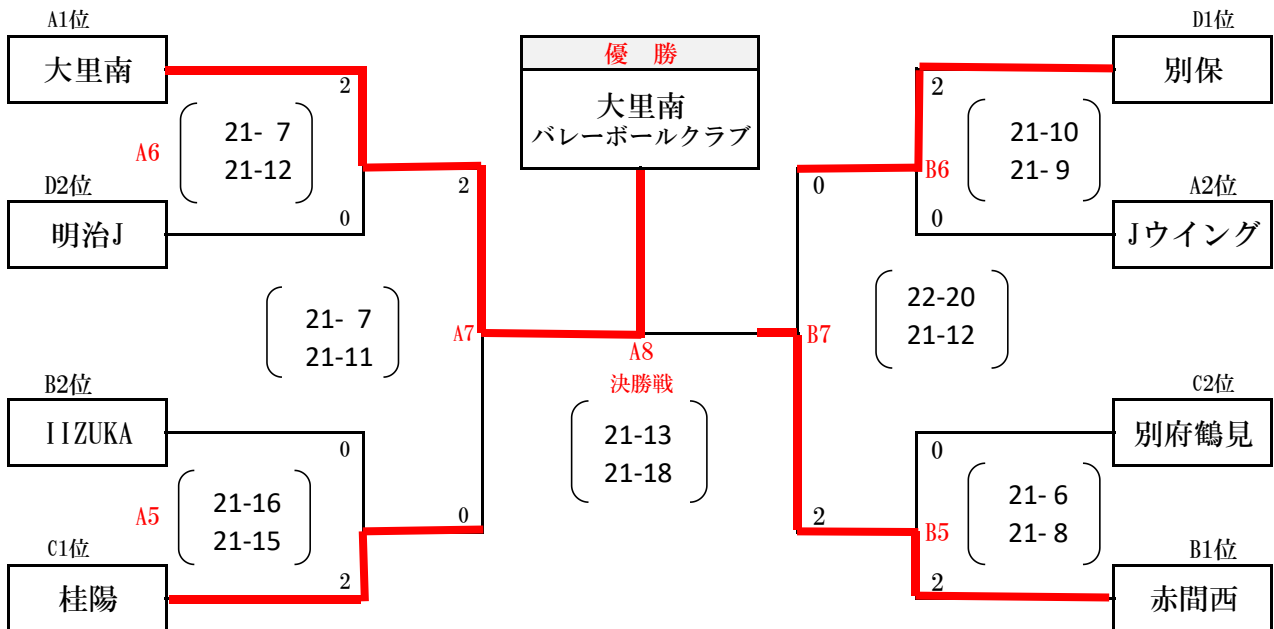 A1位
大里南
2
A6
21- 7
21-12
D2位
明治J
0
2
21- 7
21-11
A7
B2位
IIZUKA
0
A5
21-16
21-15
0
C1位
桂陽
2
優 勝
大里南
バレーボールクラブ
A8
決勝戦
21-13
21-18
D1位
別保
2
B6
21-10
21- 9
0
A2位
Jウイング
0
B7
22-20
21-12
C2位
別府鶴見
0
2
B5
21- 6
21- 8
B1位
赤間西
2